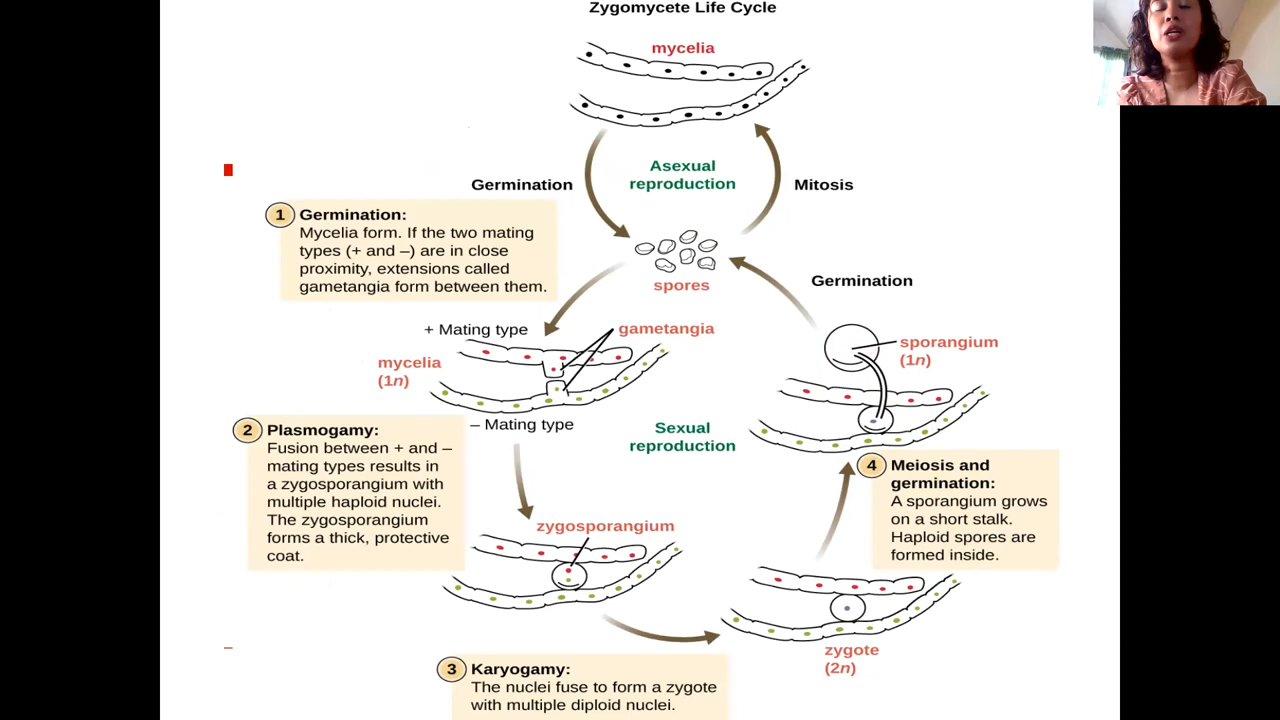 Zygomycete Life Cycle
mycelia
Asexual
reproduction
Germination
Mitosis
1 Germination:
Mycelia form. If the two mating
types (+ and –) are in close
proximity, extensions called
gametangia form between them.
spores
Germination
+ Mating type
gametangia
mycelia
(1n)
sporangium
(1n)
– Mating type
Sexual
reproduction
2 Plasmogamy:
Fusion between + and –
mating types results in
a zygosporangium with
multiple haploid nuclei.
The zygosporangium
forms a thick, protective
coat.
4 Meiosis and
germination:
A sporangium grows
on a short stalk.
Haploid spores are
formed inside.
zygosporangium
zygote
(2n)
3 Karyogamy:
The nuclei fuse to form a zygote
with multiple diploid nuclei.